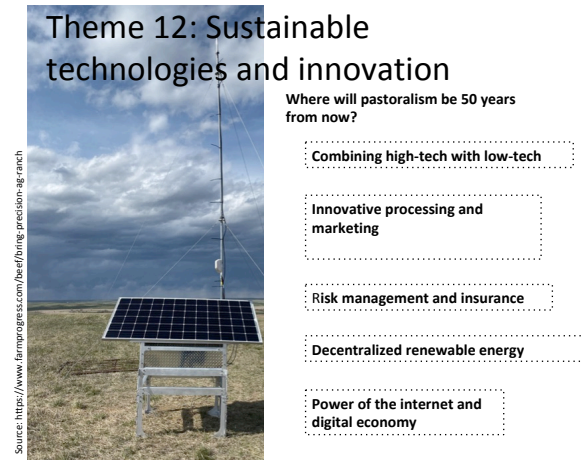 Theme 12: Sustainable
technologies and innovation
Where will pastoralism be 50 years
from now?
Combining high-tech with low-tech
Innovative processing and
marketing
Risk management and insurance
Decentralized renewable energy
Power of the internet and
digital economy
Source: https://www.farmprogress.com/beef/bring-precision-ag-ranch